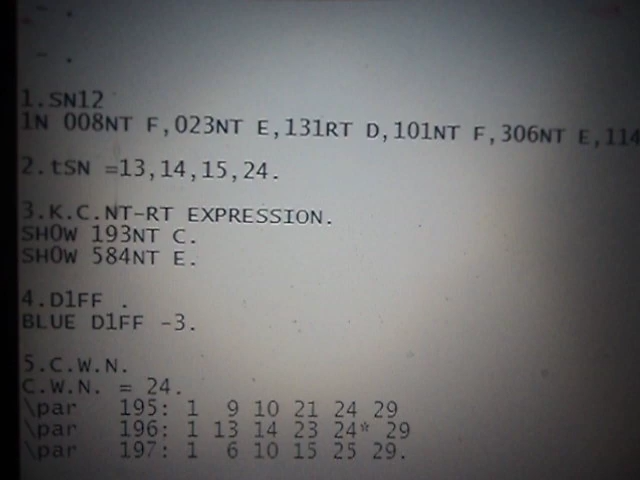 1.SN12
1N 008NT F,023NT E,131RT D,101NT F,306NT E,114
2.tSN =13,14,15,24.
3.K.C.NT-RT EXPRESSION.
SHOW 193NT C.
SHOW 584NT E.
4.D1FF .
BLUE D1FF -3.
5.C.W.N.
C.W.N. = 24.
\par 195: 1 9 10 21 24 29
\par 196: 1 13 14 23 24* 29
\par 197: 1 6 10 15 25 29.